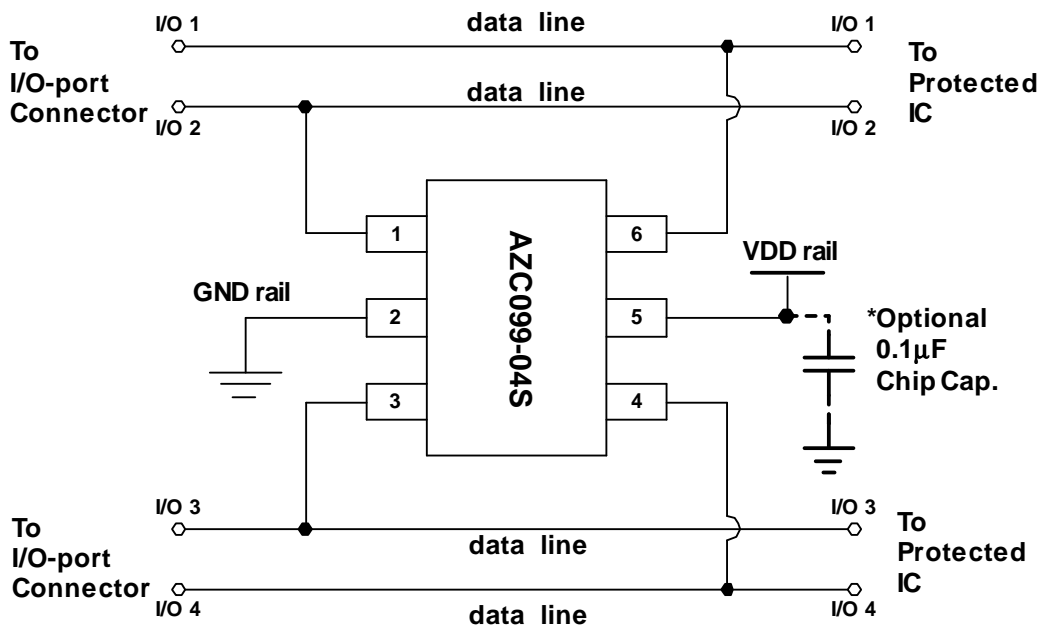 I/O 1
data line
I/O 1
To
I/O-port
Connector
To
Protected
IC
data line
I/O 2
I/O 2
AZC099-04S
1
6
VDD rail
GND rail
2
5
*Optional
0.1μF
Chip Cap.
3
4
I/O 3
I/O 3
To
I/O-port
Connector
data line
To
Protected
IC
I/O 4
data line
I/O 4